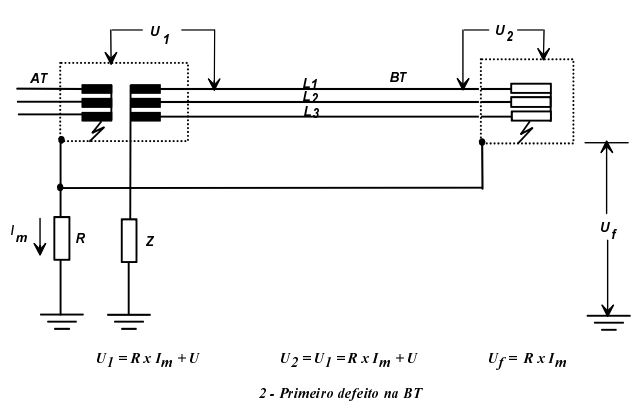 U1
U2
AT
L1
BT
L2
L3
Im
R
Z
Uf
U1 = R x Im + U
U2 = U1 = R x Im + U
Uf = R x Im
2 - Primeiro defeito na BT